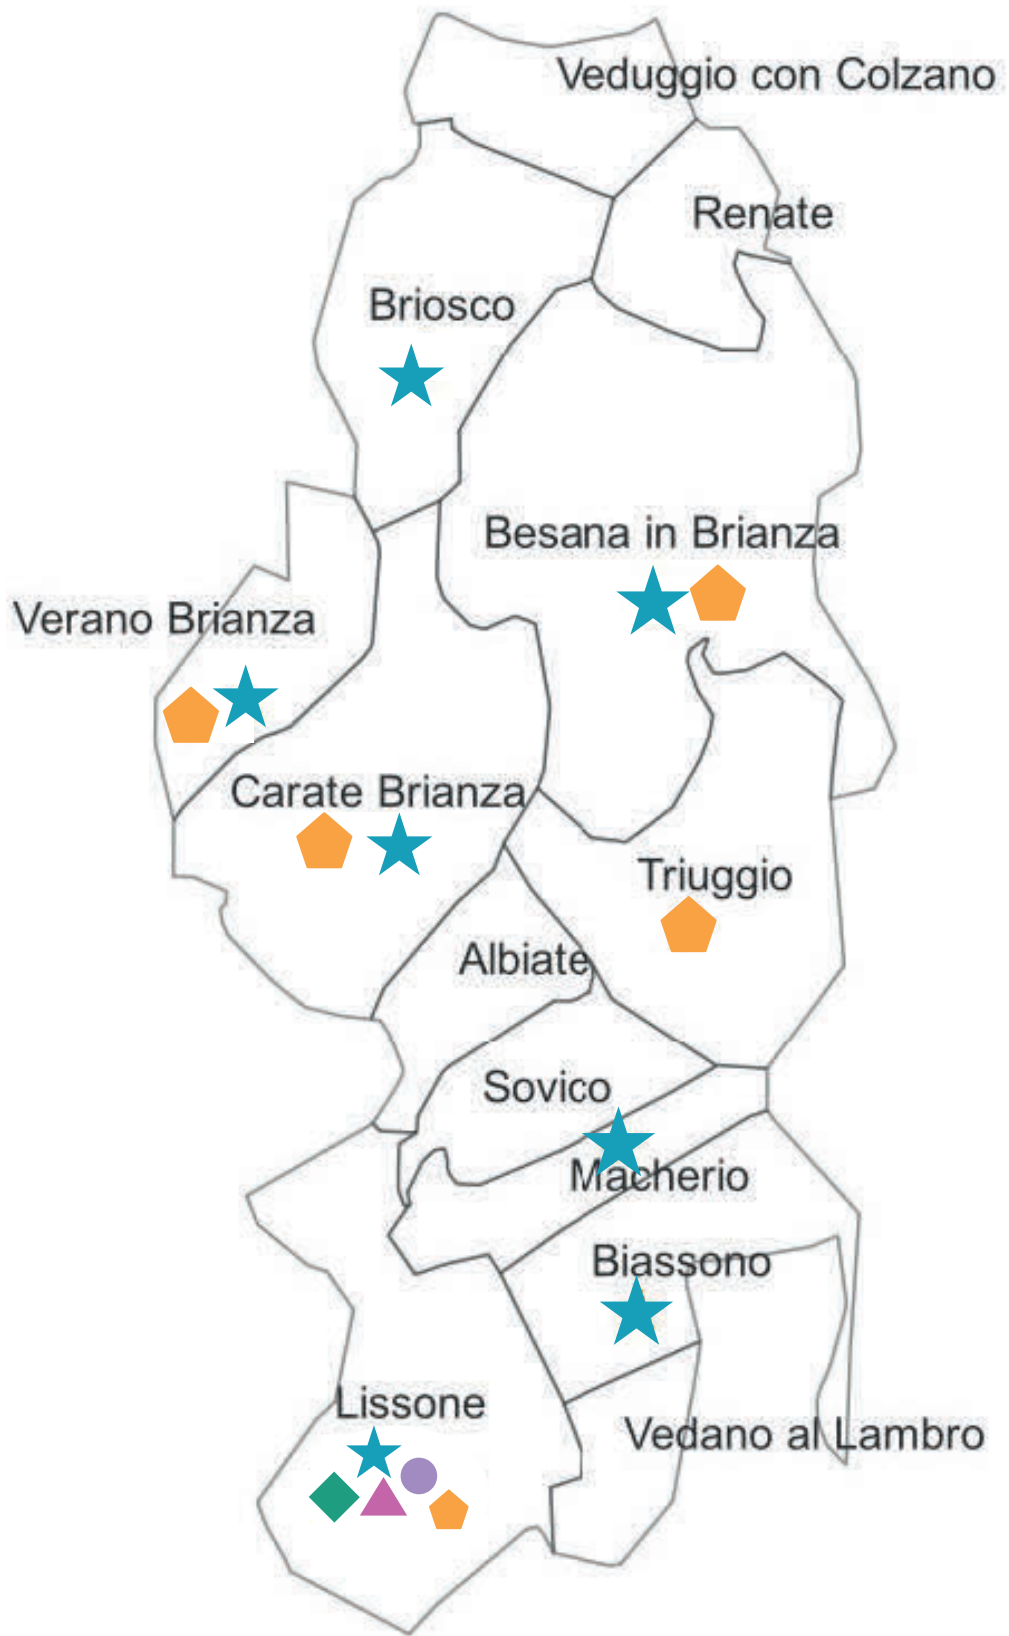 Veduggio con Colzano
Renate
Briosco
Besana in Brianza
Verano Brianza
Carate Brianza
Triuggio
Albiate
Sovico
Macherio
Biassono
Lissone
Vedano al Lambro